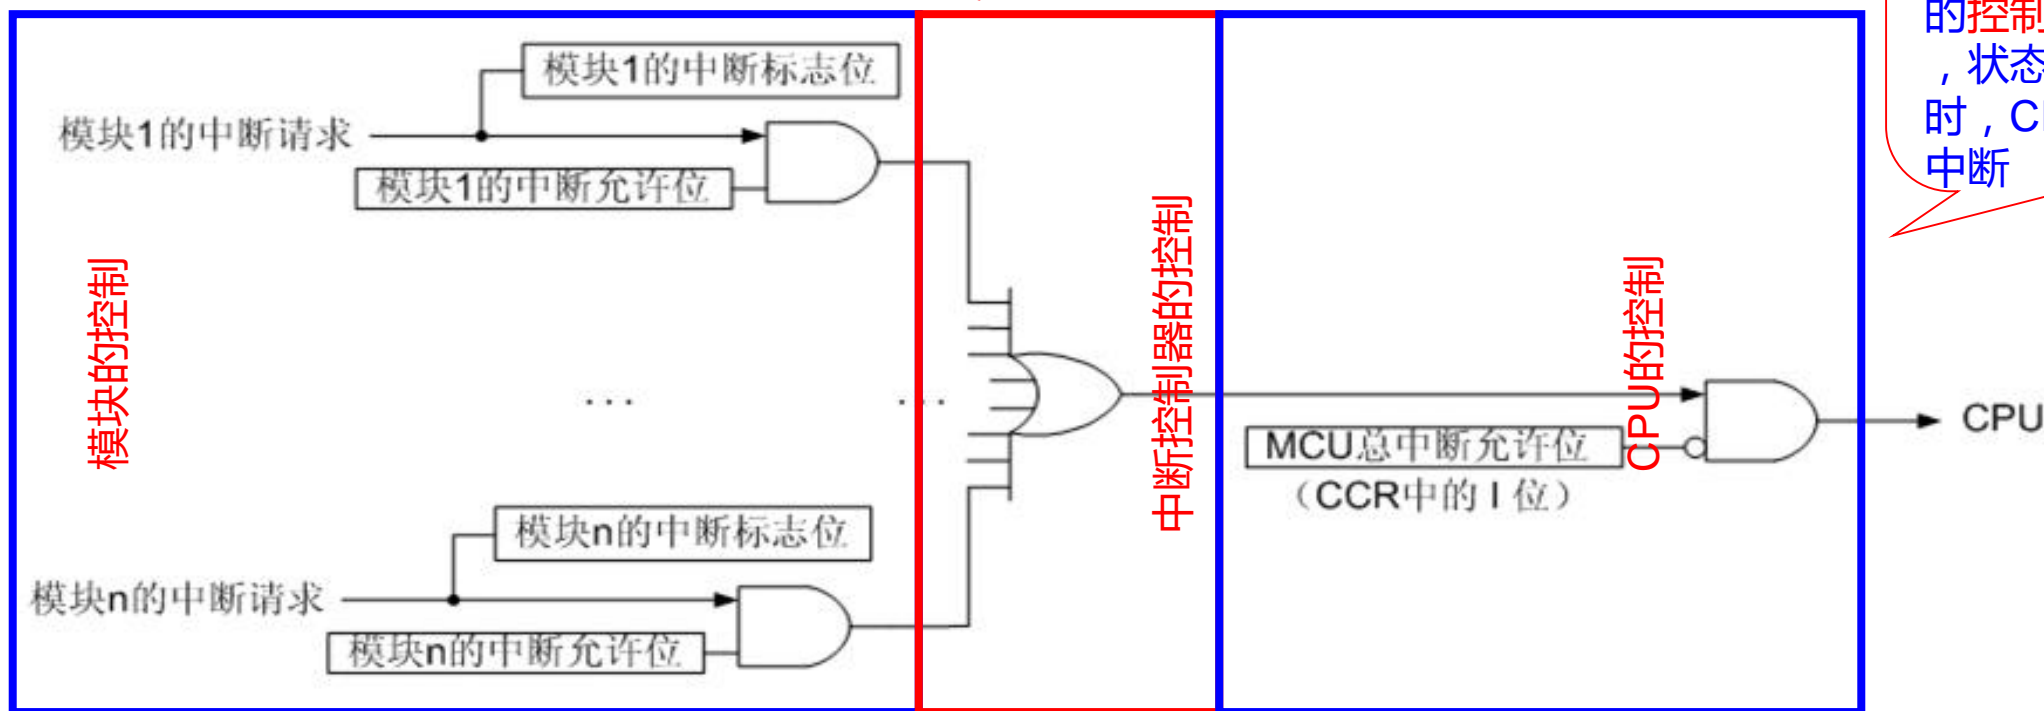 模块1的中断标志位
模块1的中断请求
模块1的中断允许位
模块的控制
...
...
模块n的中断标志位
模块n的中断请求
模块n的中断允许位
中断控制器的控制
CPU的控制
MCU总中断允许位
（CCR中的 I 位）
CPU
的控制
，状态
时，C
中断